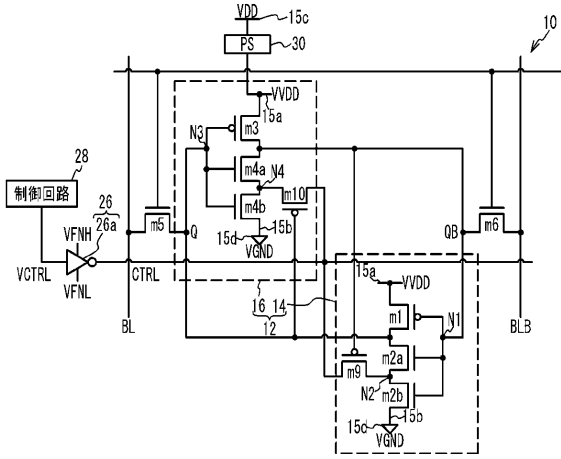 VDD
15c
10
PS
30
VVDD
15a
N3
m3
28
m4a
N4
制御回路
26
m10
26a
m5
m4b
m6
VFNH
Q
15b
QB
15d
VGND
VCTRL
CTRL
15a
VFNL
VVDD
16 14
BL
12
m1
N1
BLB
m2a
m9
N2
m2b
15b
15d
VGND